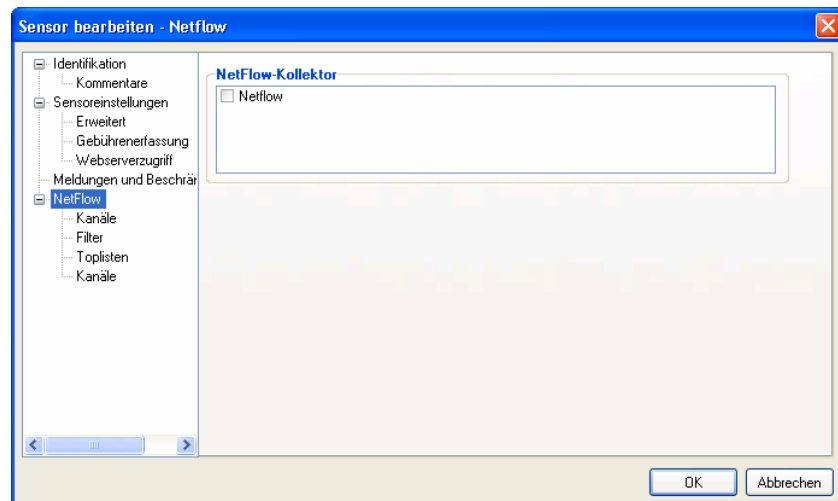 Sensor bearbeiten - Netflow
Identifikation
Kommentare
Sensoreinstellungen
Erweitert
Gebührenerfassung
Webserverzugriff
Meldungen und Beschrär
NetFlow
Kanäle
Filter
Toplisten
Kanäle
NetFlow-Kollektor
Netflow
OK
Abbrechen